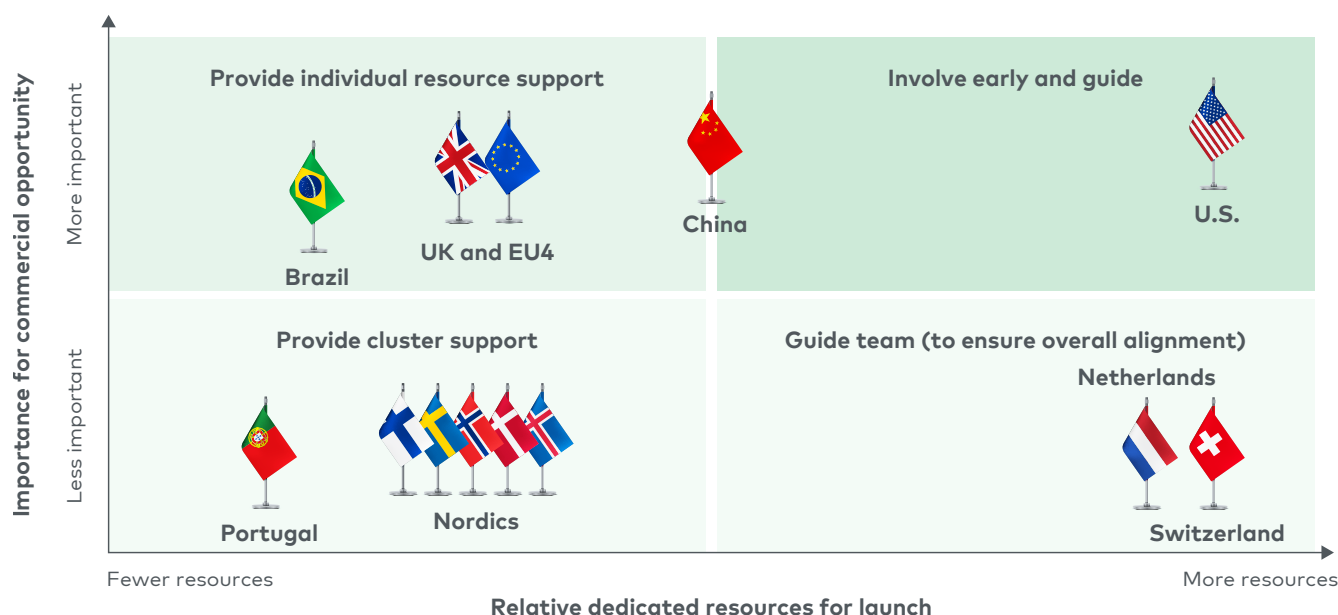 Importance for commercial opportunity
More important
Less important
Provide individual resource support
Involve early and guide
Brazil
UK and EU4
China
U.S.
Provide cluster support
Guide team (to ensure overall alignment)
Netherlands
Portugal
Nordics
Switzerland
Fewer resources
More resources
Relative dedicated resources for launch